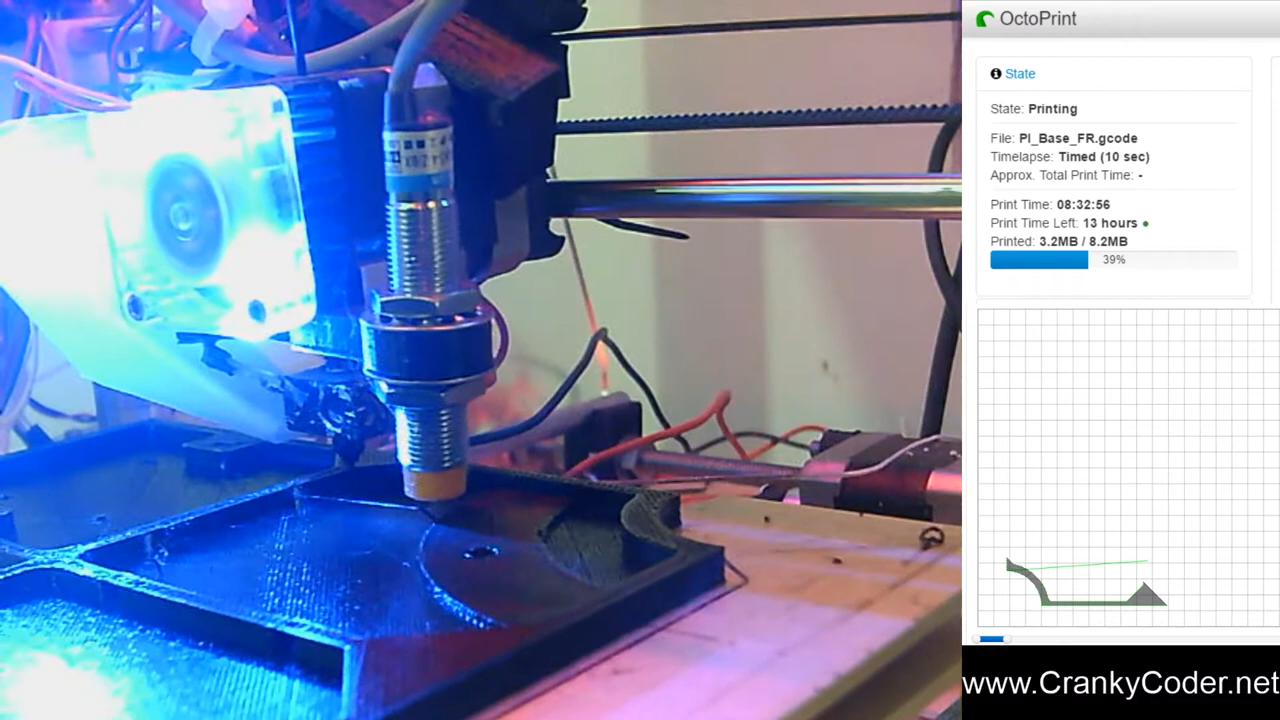 OctoPrint
State
State: Printing
File: PI_Base_FR.gcode
Timelapse: Timed (10 sec)
Approx. Total Print Time: -
Print Time: 08:32:56
Print Time Left: 13 hours
Printed: 3.2MB / 8.2MB
39%
www.CrankyCoder.net